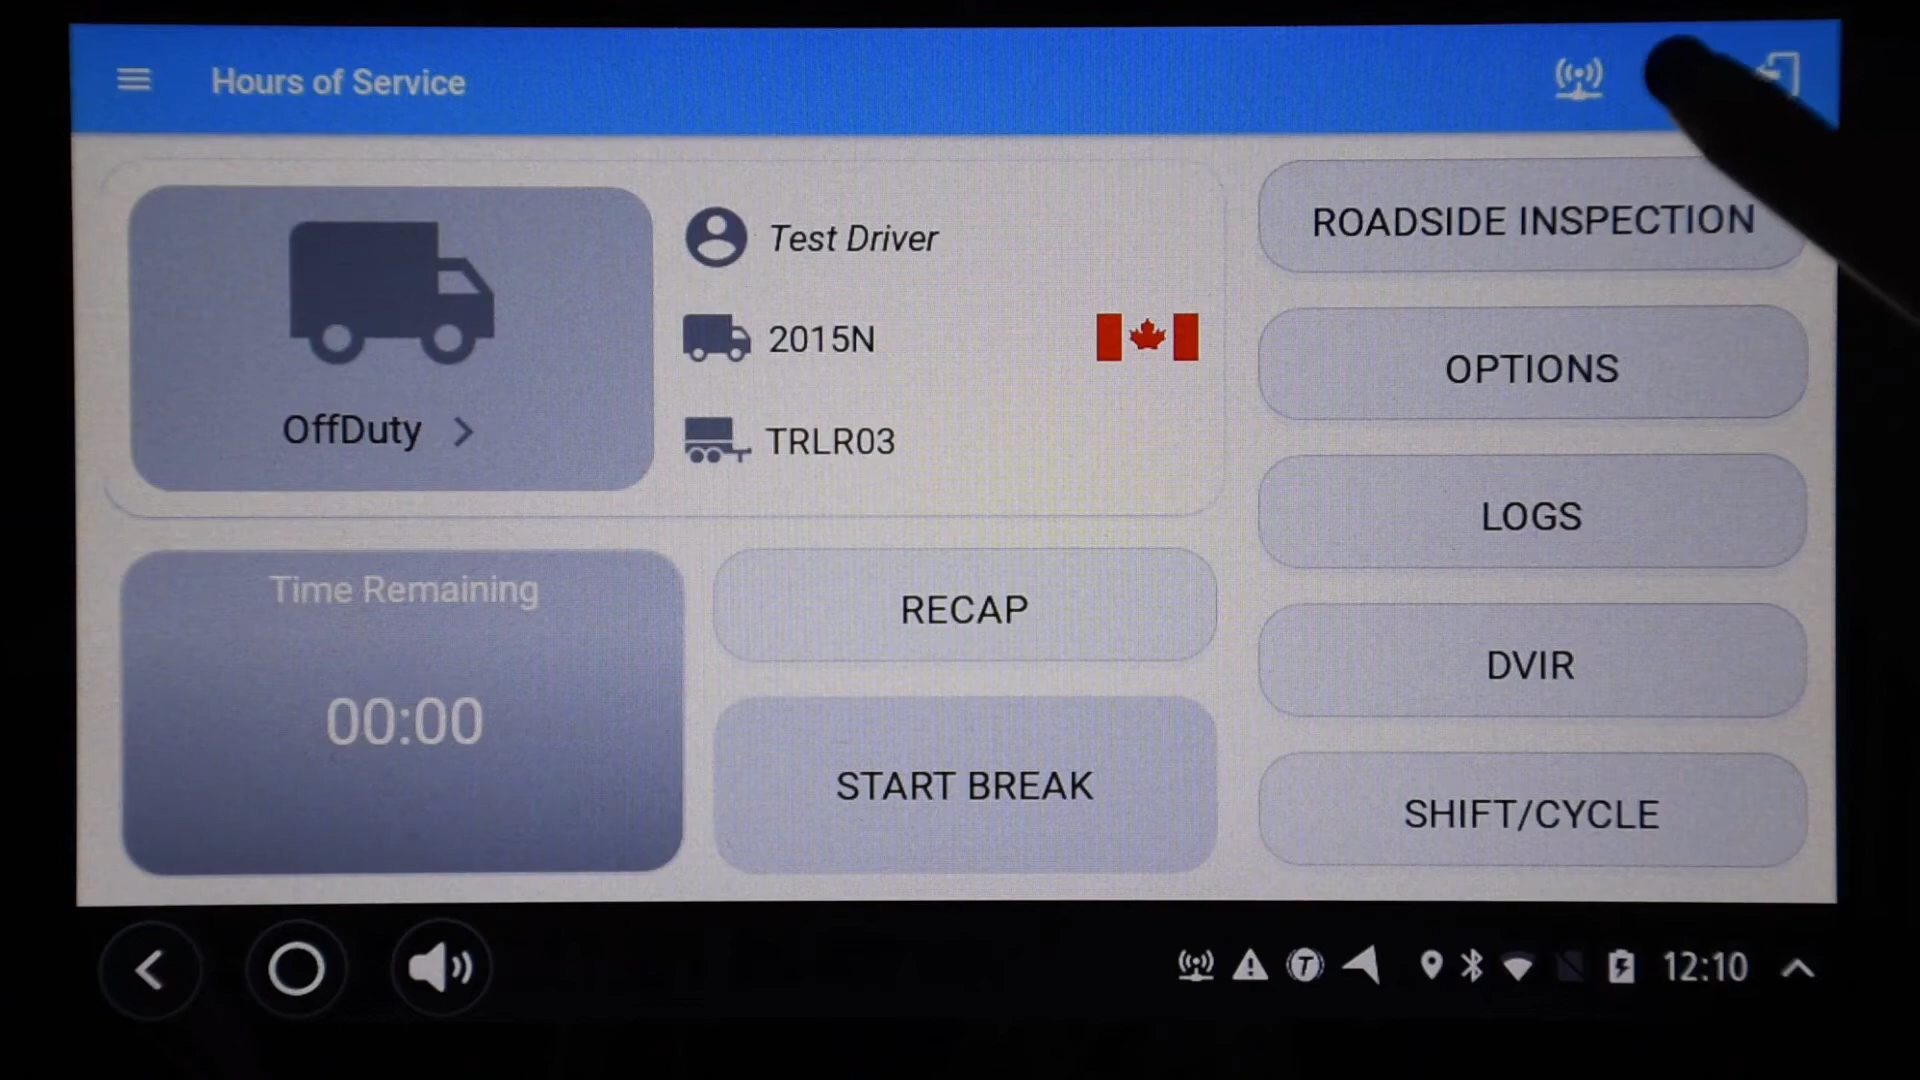 Hours of Service
Test Driver
2015N
OffDuty
TRLR03
ROADSIDE INSPECTION
OPTIONS
LOGS
DVIR
SHIFT/CYCLE
Time Remaining
00:00
RECAP
START BREAK
T
12:10